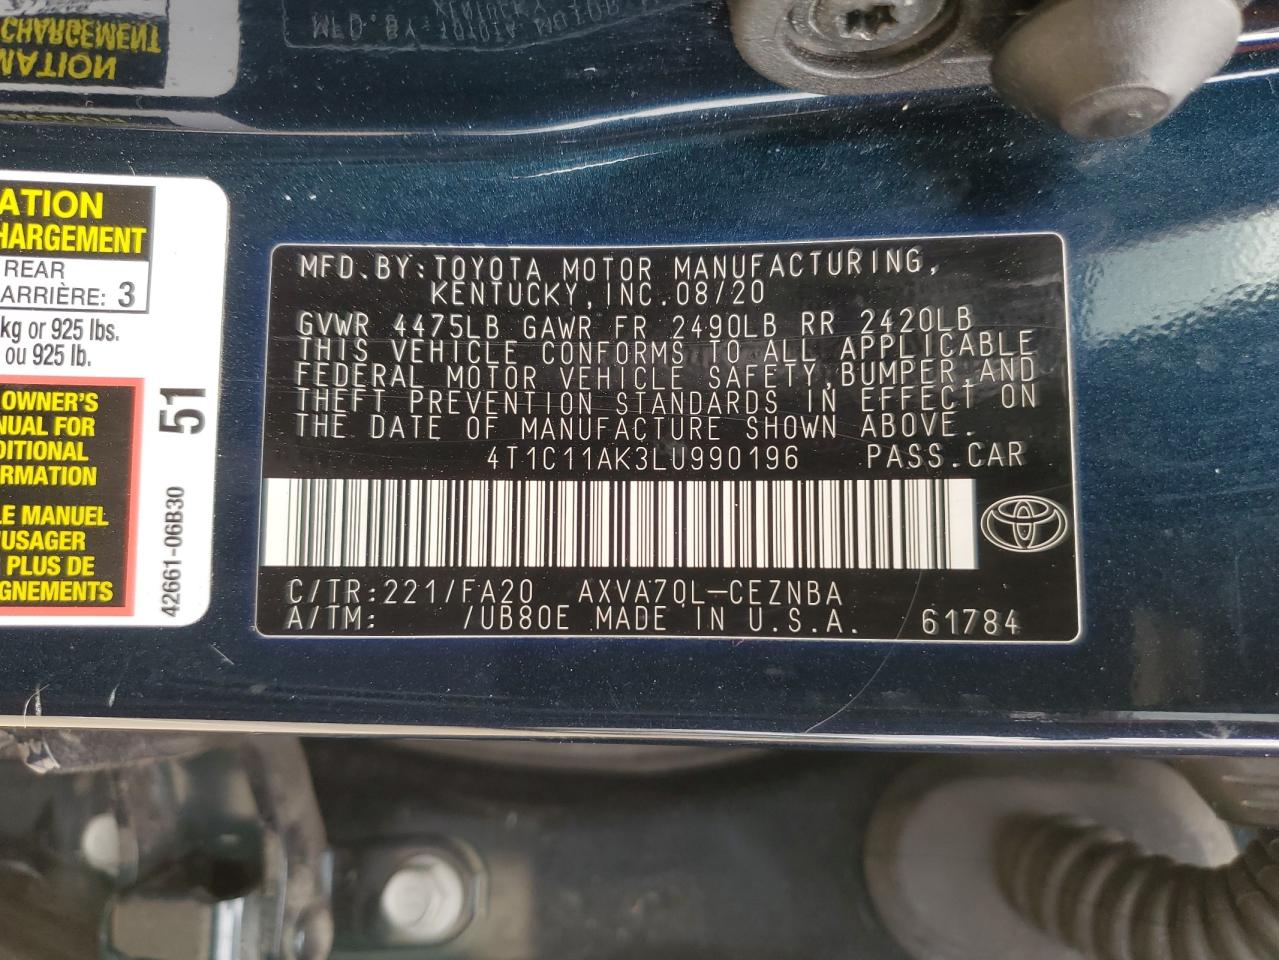 ATION
HARGEMENT
REAR
ARRIÈRE: 3
kg or 925 lbs.
ou 925 lb.
OWNER'S
NUAL FOR
DITIONAL
ORMATION
LE MANUEL
'USAGER
PLUS DE
GNEMENTS
51
42661-06B30
MFD.BY:TOYOTA MOTOR MANUFACTURING,
KENTUCKY,INC.08/20
GVWR 4475LB GAWR FR 2490LB RR 2420LB
THIS VEHICLE CONFORMS TO ALL APPLICABLE
FEDERAL MOTOR VEHICLE SAFETY,BUMPER,AND
THEFT PREVENTION STANDARDS IN EFFECT ON
THE DATE OF MANUFACTURE SHOWN ABOVE.
4T1C11AK3LU990196 PASS.CAR
C/TR:221/FA20 AXVA70L-CEZNBA
A/TM: /UB80E MADE IN U.S.A. 61784